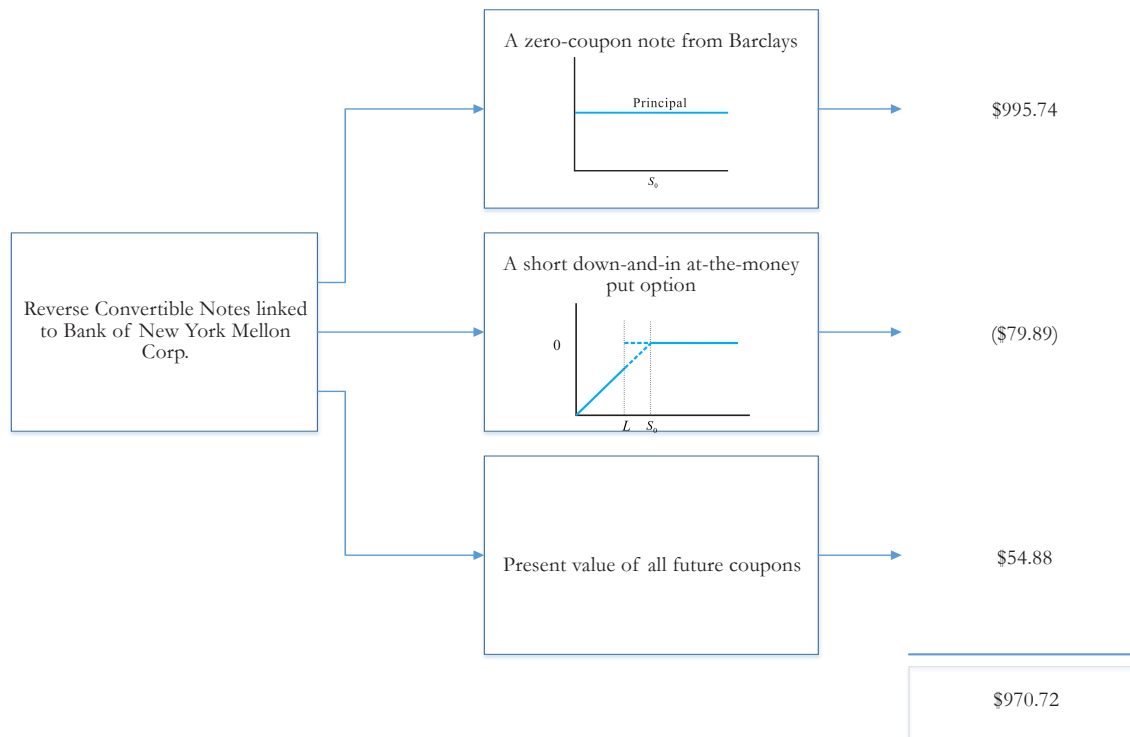 A zero-coupon note from Barclays
Principal
S₀
$995.74
Reverse Convertible Notes linked
to Bank of New York Mellon
Corp.
A short down-and-in at-the-money
put option
0
L S₀
($79.89)
Present value of all future coupons
$54.88
$970.72